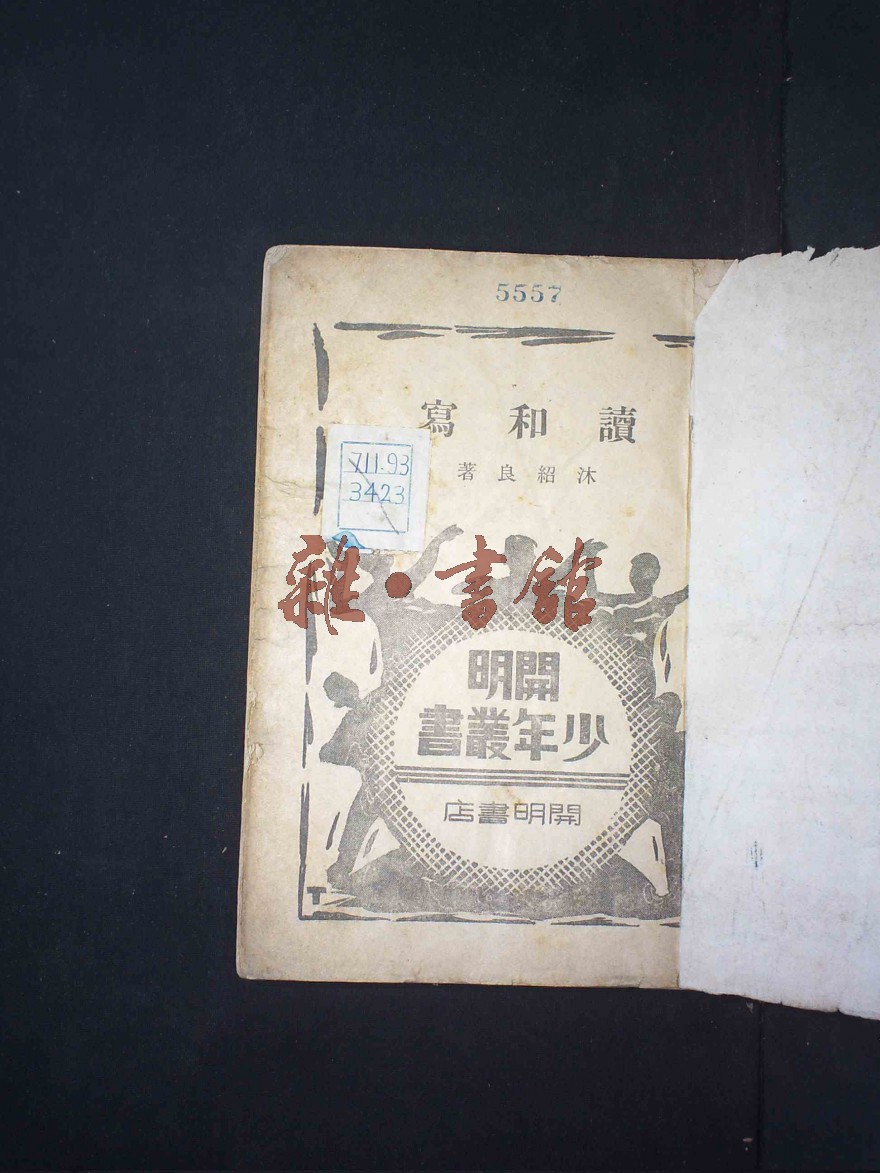 5557
讀和寫
沐紹良著
711.93
3423
雜·書館
開明
少年叢書
開明書店